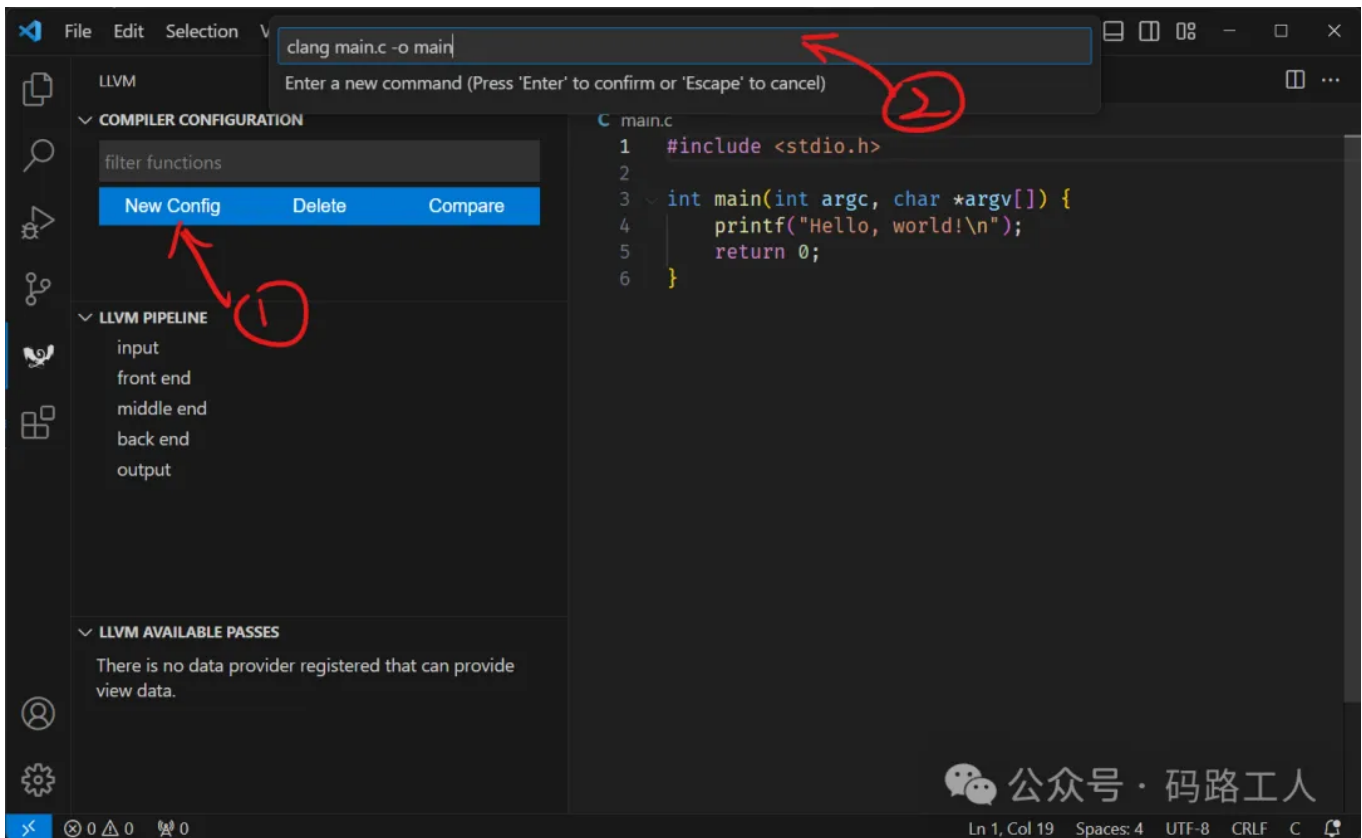 File Edit Selection V
clang main.c -o main
Enter a new command (Press 'Enter' to confirm or 'Escape' to cancel)
②
LLVM
COMPILER CONFIGURATION
filter functions
New Config Delete Compare
①
LLVM PIPELINE
input
front end
middle end
back end
output
LLVM AVAILABLE PASSES
There is no data provider registered that can provide
view data.
C main.c
1 #include <stdio.h>
2
3 int main(int argc, char *argv[]) {
4 printf("Hello, world!\n");
5 return 0;
6 }
公众号 · 码路工人
0 0 0 Ln 1, Col 19 Spaces: 4 UTF-8 CRLF C